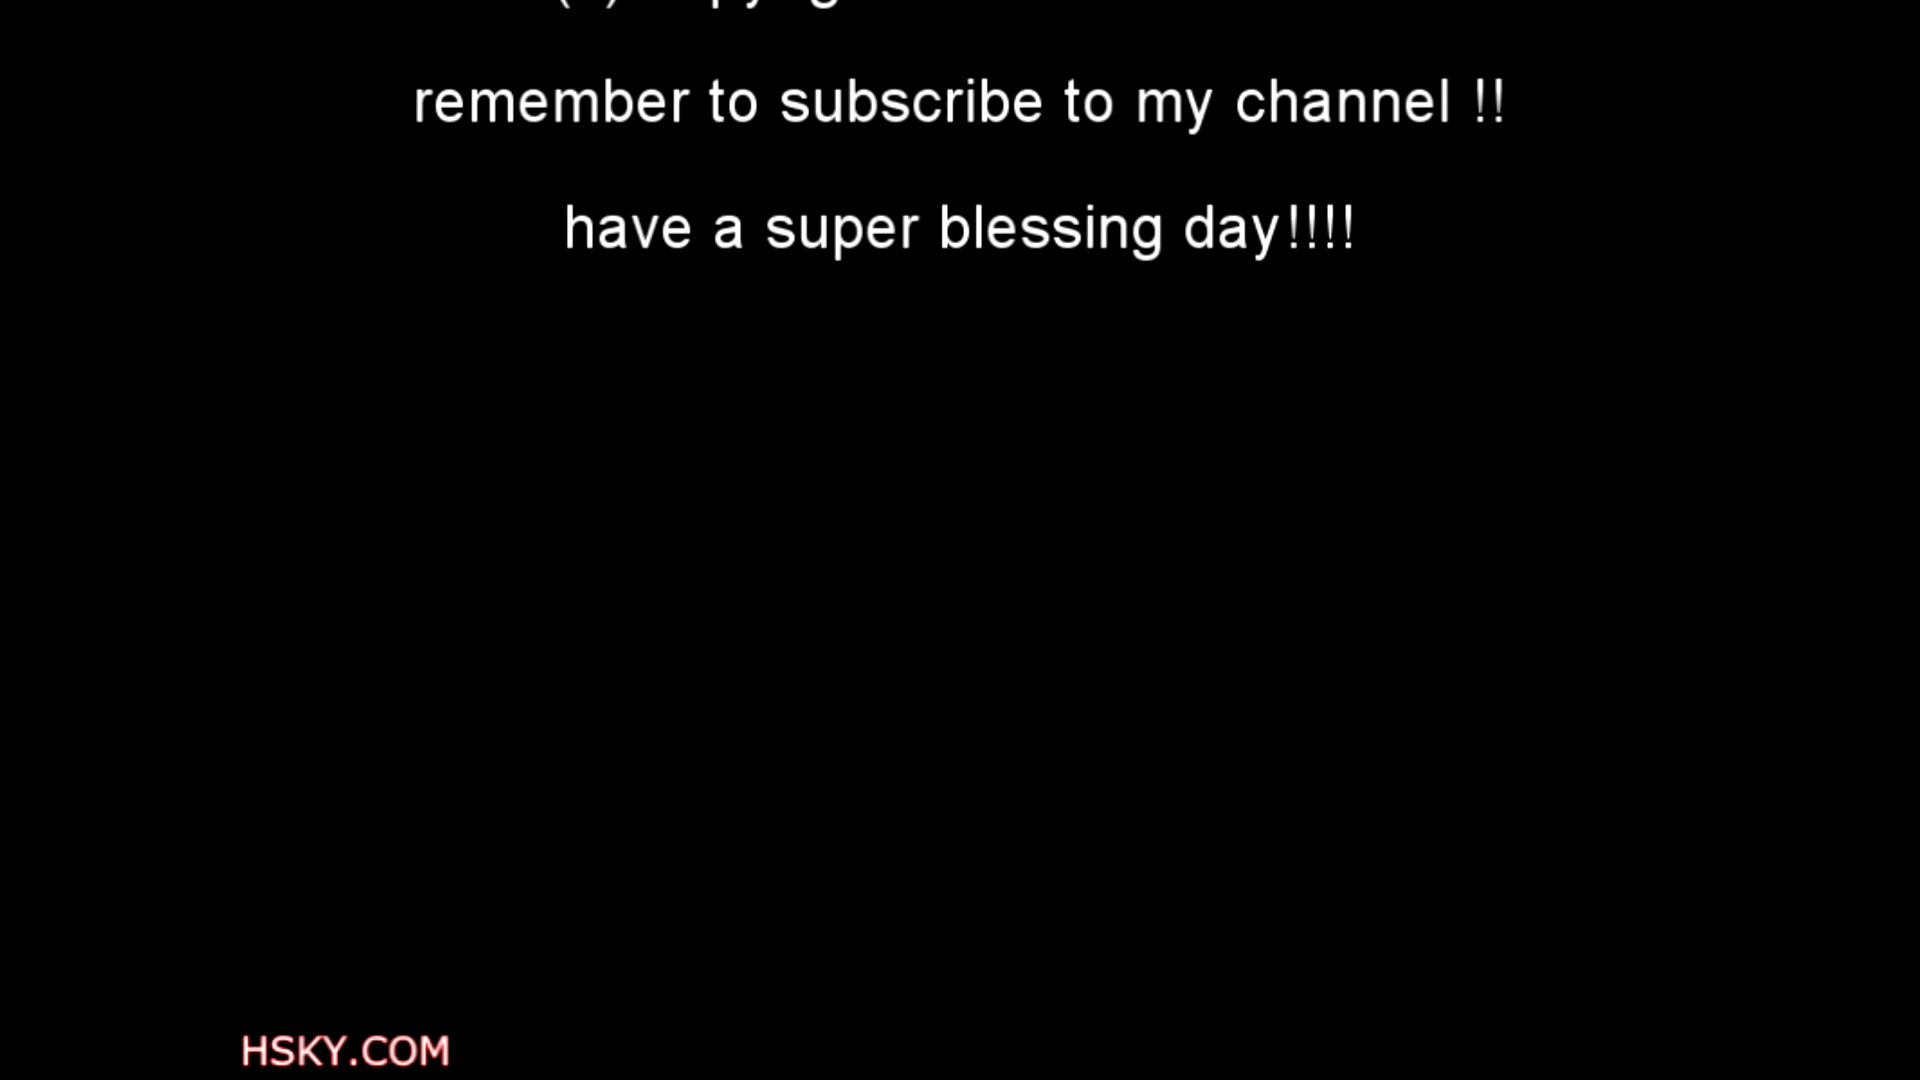 remember to subscribe to my channel !!
have a super blessing day!!!!
HSKY.COM